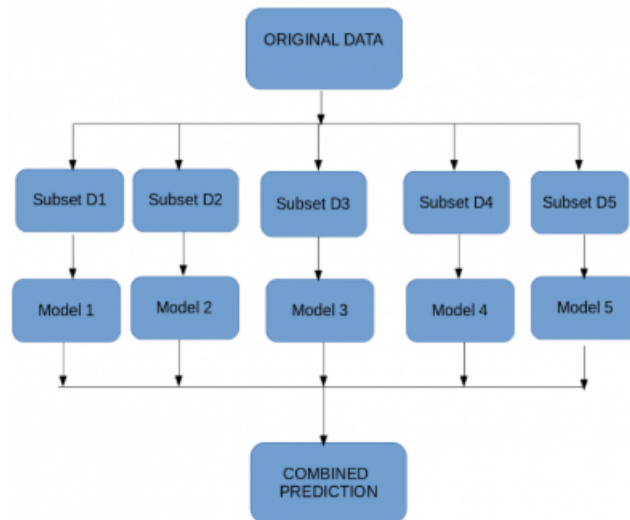 ORIGINAL DATA
Subset D1
Subset D2
Subset D3
Subset D4
Subset D5
Model 1
Model 2
Model 3
Model 4
Model 5
COMBINED
PREDICTION